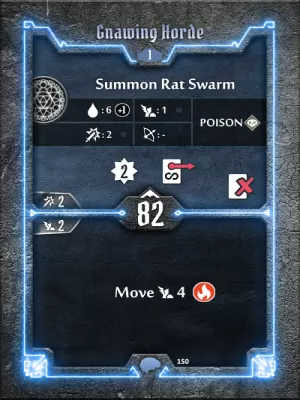 Gnawing Horde
1
Summon Rat Swarm
: 6 +1 : 1
: 2 : -
POISON
2
2
82
2
Move 4
150